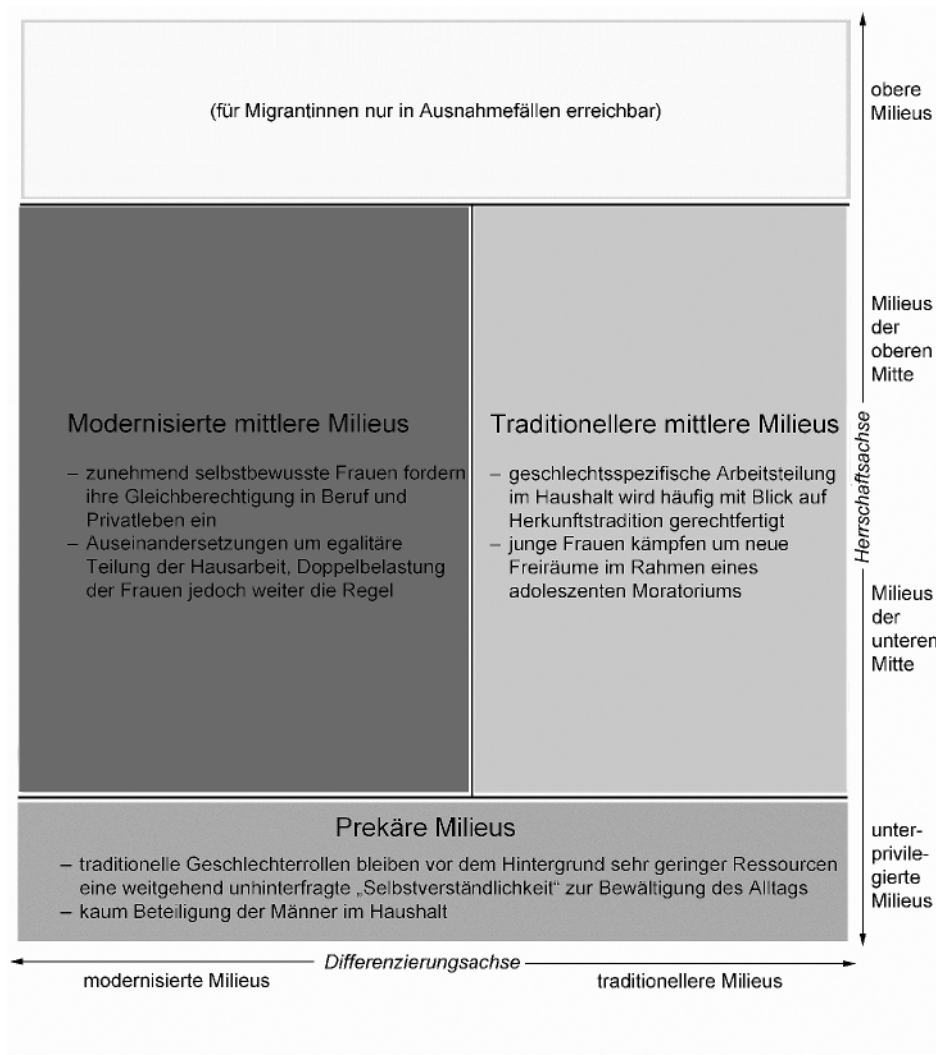 (für Migrantinnen nur in Ausnahmefällen erreichbar)
obere
Milieus
Milieus
der
oberen
Mitte
Modernisierte mittlere Milieus
– zunehmend selbstbewusste Frauen fordern
ihre Gleichberechtigung in Beruf und
Privatleben ein
– Auseinandersetzungen um egalitäre
Teilung der Hausarbeit, Doppelbelastung
der Frauen jedoch weiter die Regel
Traditionellere mittlere Milieus
– geschlechtsspezifische Arbeitsteilung
im Haushalt wird häufig mit Blick auf
Herkunftstradition gerechtfertigt
– junge Frauen kämpfen um neue
Freiräume im Rahmen eines
adoleszenten Moratoriums
Herrschaftsachse
Milieus
der
unteren
Mitte
Prekäre Milieus
– traditionelle Geschlechterrollen bleiben vor dem Hintergrund sehr geringer Ressourcen
eine weitgehend unhinterfragte „Selbstverständlichkeit“ zur Bewältigung des Alltags
– kaum Beteiligung der Männer im Haushalt
unter-
privile-
gierte
Milieus
Differenzierungsachse
modernisierte Milieus
traditionellere Milieus